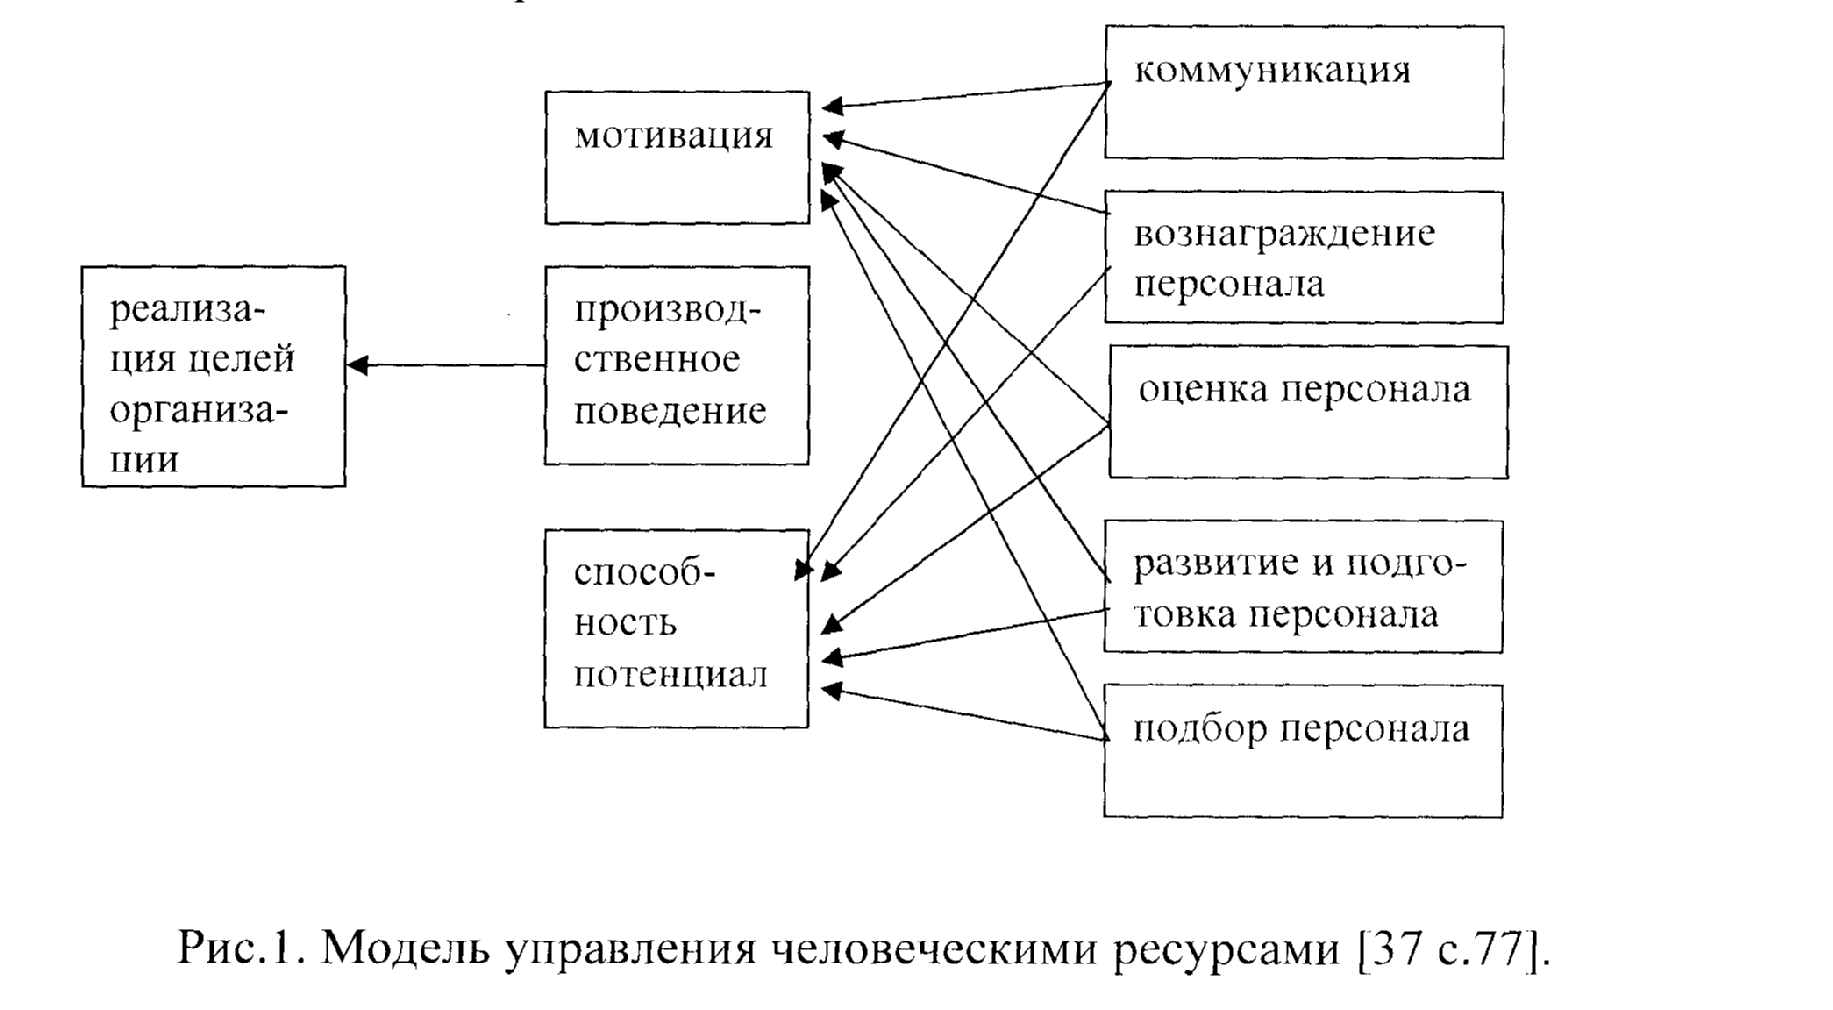 мотивация
реализа-
ция целей
организа-
ции
производ-
ственное
поведение
способ-
ность
потенциал
коммуникация
вознаграждение
персонала
оценка персонала
развитие и подго-
товка персонала
подбор персонала
Рис.1. Модель управления человеческими ресурсами [37 с.77].